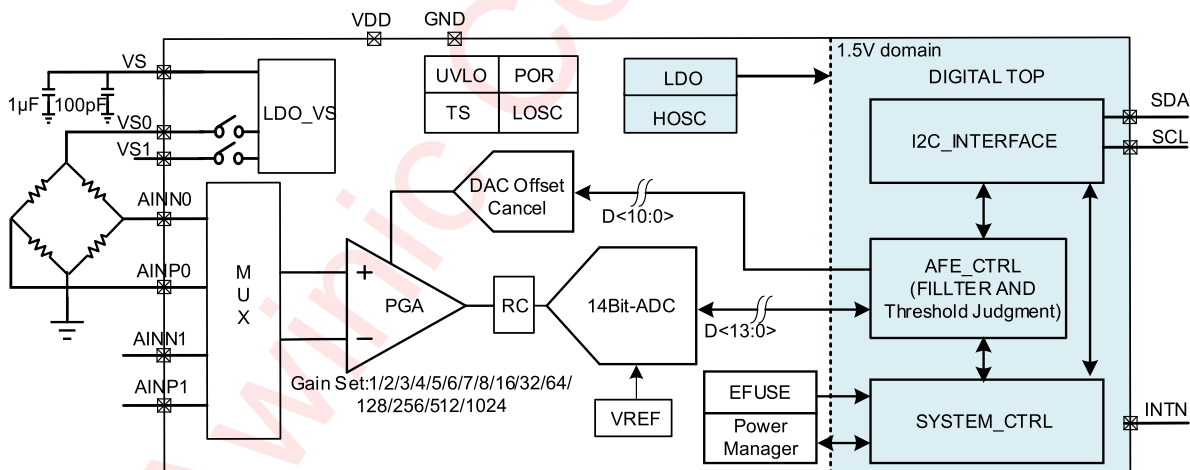 VDD
GND
1.5V domain
VS
UVLO
POR
LDO
DIGITAL TOP
1µF
100pF
LDO_VS
TS
LOSC
HOSC
SDA
VS0
I2C_INTERFACE
SCL
VS1
DAC Offset
Cancel
AINN0
D<10:0>
AFE_CTRL
(FILLTER AND
Threshold Judgment)
AINP0
MUX
+
PGA
−
RC
14Bit-ADC
D<13:0>
AINN1
Gain Set:1/2/3/4/5/6/7/8/16/32/64/
128/256/512/1024
AINP1
VREF
EFUSE
Power
Manager
SYSTEM_CTRL
INTN
winic